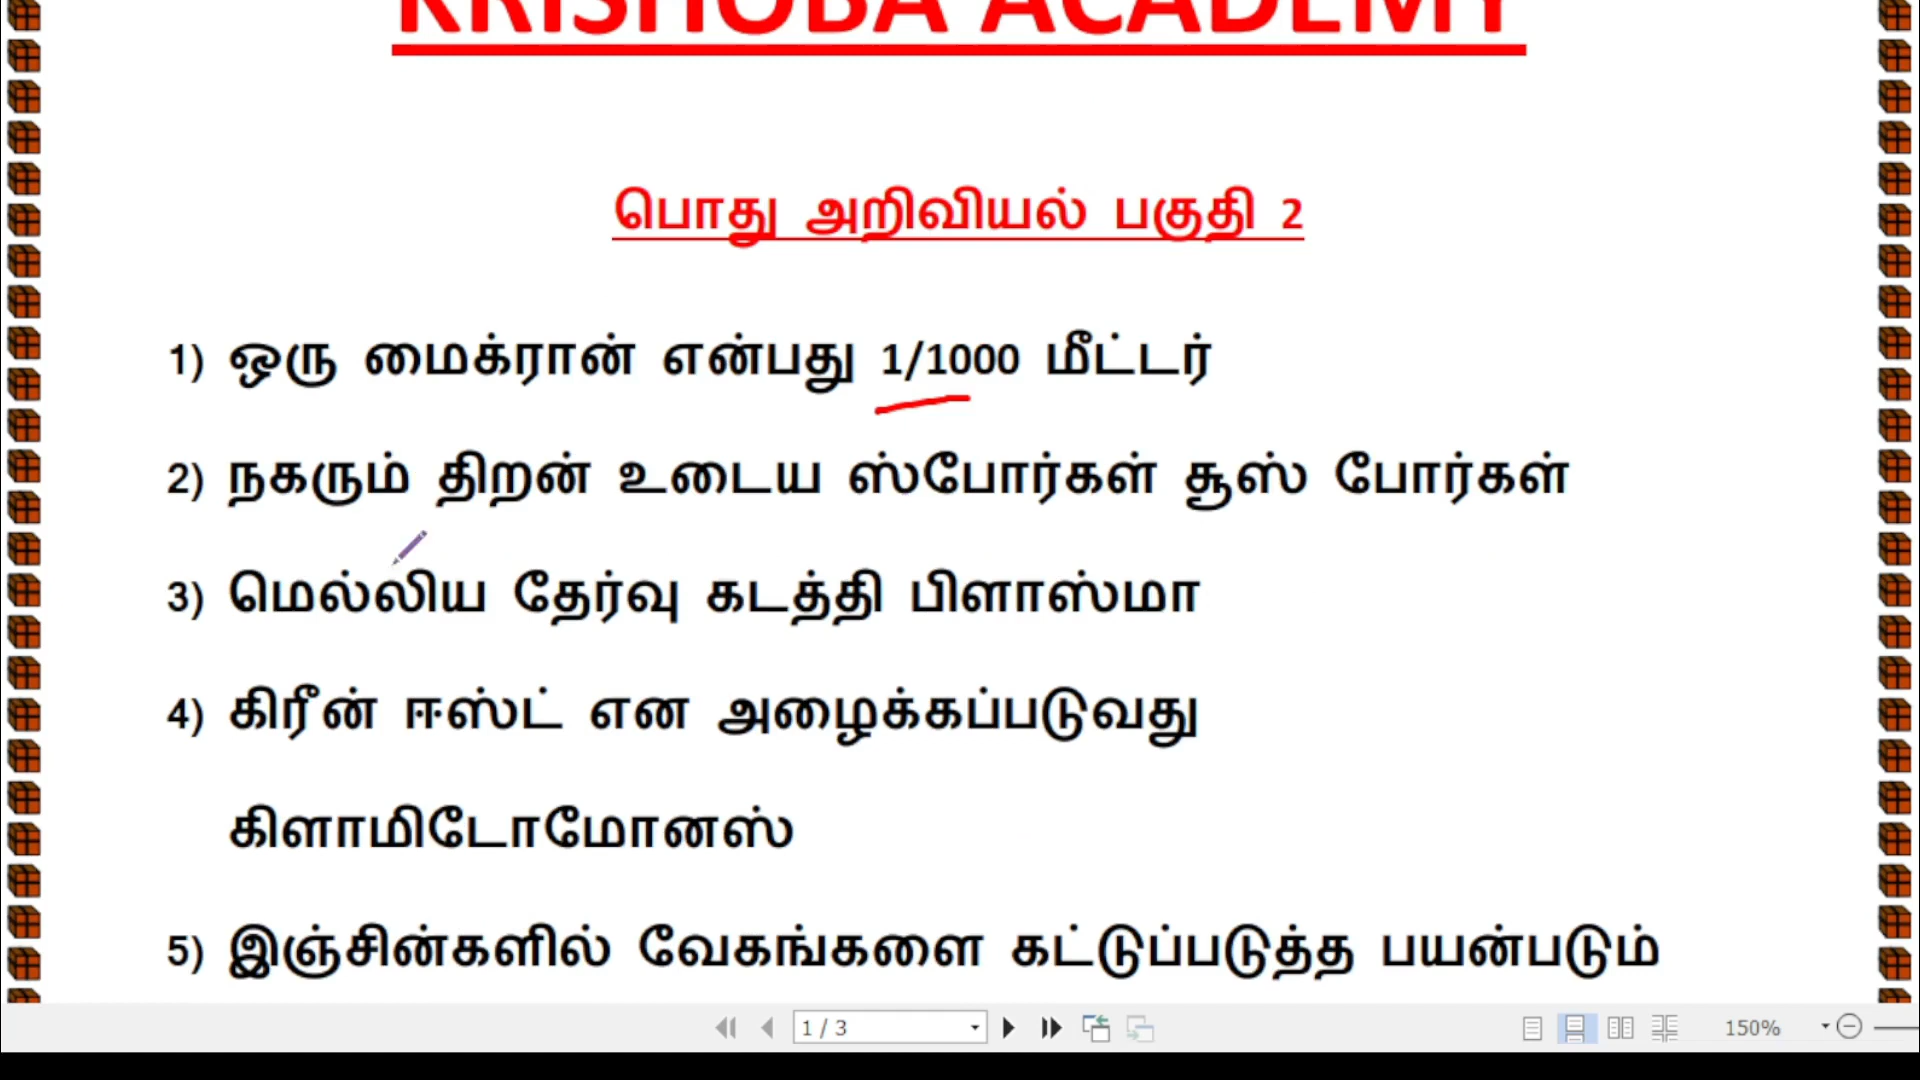 KRISHOBA ACADEMY
பொது அறிவியல் பகுதி 2
1) ஒரு மைக்ரான் என்பது 1/1000 மீட்டர்
2) நகரும் திறன் உடைய ஸ்போர்கள் சூஸ் போர்கள்
3) மெல்லிய தேர்வு கடத்தி பிளாஸ்மா
4) கிரீன் ஈஸ்ட் என அழைக்கப்படுவது
கிளாமிடோமோனஸ்
5) இஞ்சின்களில் வேகங்களை கட்டுப்படுத்த பயன்படும்
1 / 3
150%